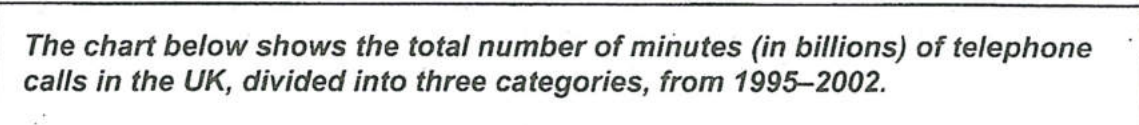 The chart below shows the total number of minutes (in billions) of telephone
calls in the UK, divided into three categories, from 1995–2002.